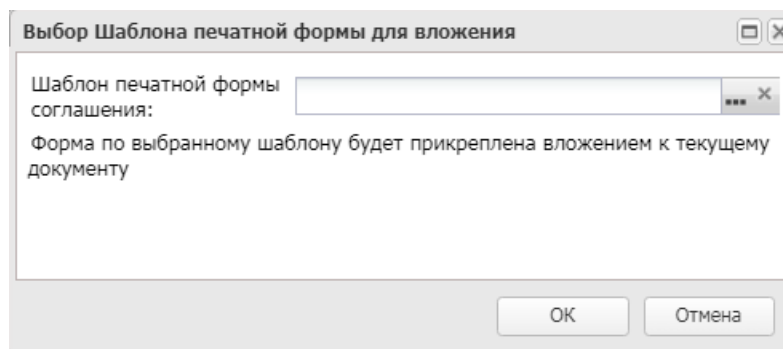 Выбор Шаблона печатной формы для вложения
Шаблон печатной формы
соглашения:
...
Форма по выбранному шаблону будет прикреплена вложением к текущему
документу
ОК
Отмена